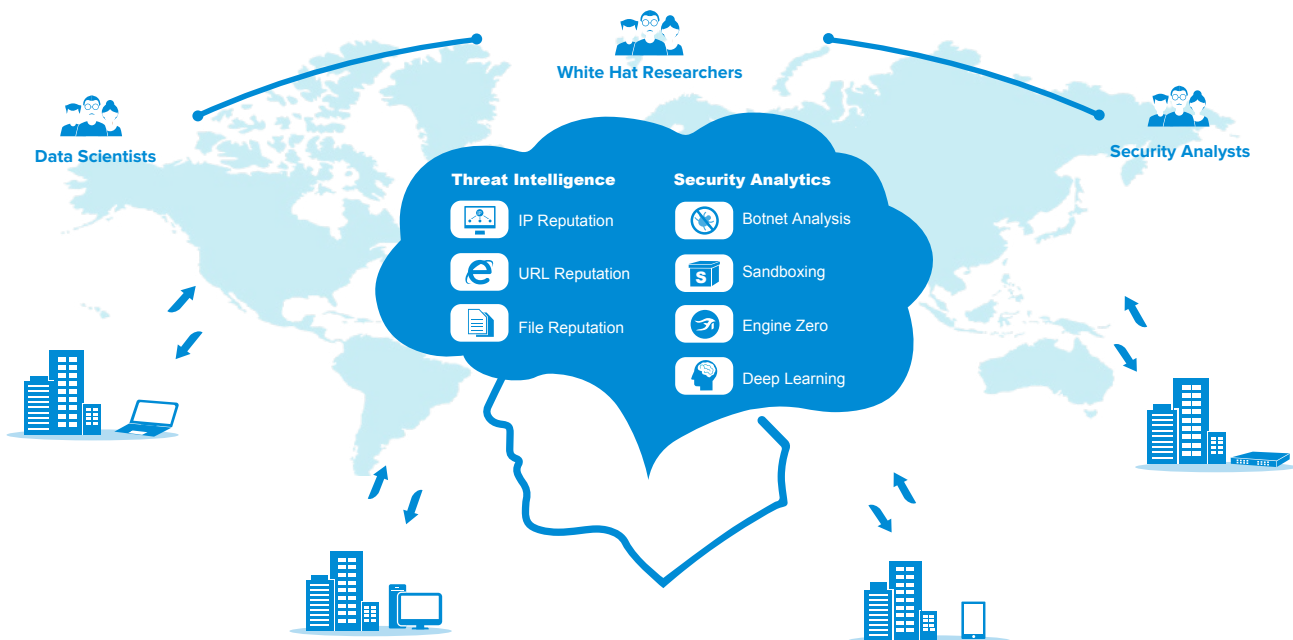 White Hat Researchers
Data Scientists
Security Analysts
Threat Intelligence
IP Reputation
URL Reputation
File Reputation
Security Analytics
Botnet Analysis
S
Sandboxing
Engine Zero
Deep Learning